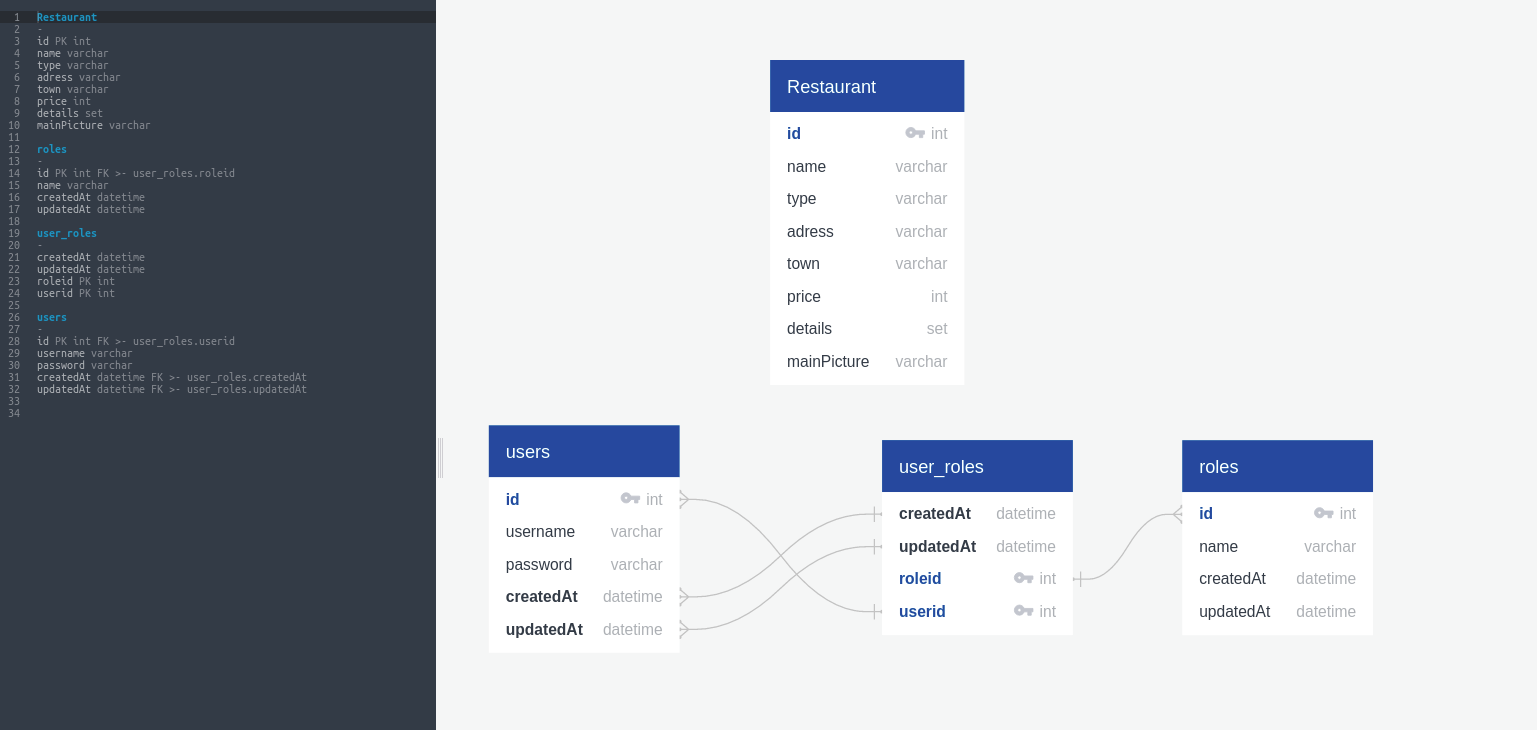 1 Restaurant
2 -
3 id PK int
4 name varchar
5 type varchar
6 adress varchar
7 town varchar
8 price int
9 details set
10 mainPicture varchar
11
12 roles
13 -
14 id PK int FK >- user_roles.roleid
15 name varchar
16 createdAt datetime
17 updatedAt datetime
18
19 user_roles
20 -
21 createdAt datetime
22 updatedAt datetime
23 roleid PK int
24 userid PK int
25
26 users
27 -
28 id PK int FK >- user_roles.userid
29 username varchar
30 password varchar
31 createdAt datetime FK >- user_roles.createdAt
32 updatedAt datetime FK >- user_roles.updatedAt
33
34
Restaurant
id int
name varchar
type varchar
adress varchar
town varchar
price int
details set
mainPicture varchar
users
id int
username varchar
password varchar
createdAt datetime
updatedAt datetime
user_roles
createdAt datetime
updatedAt datetime
roleid int
userid int
roles
id int
name varchar
createdAt datetime
updatedAt datetime